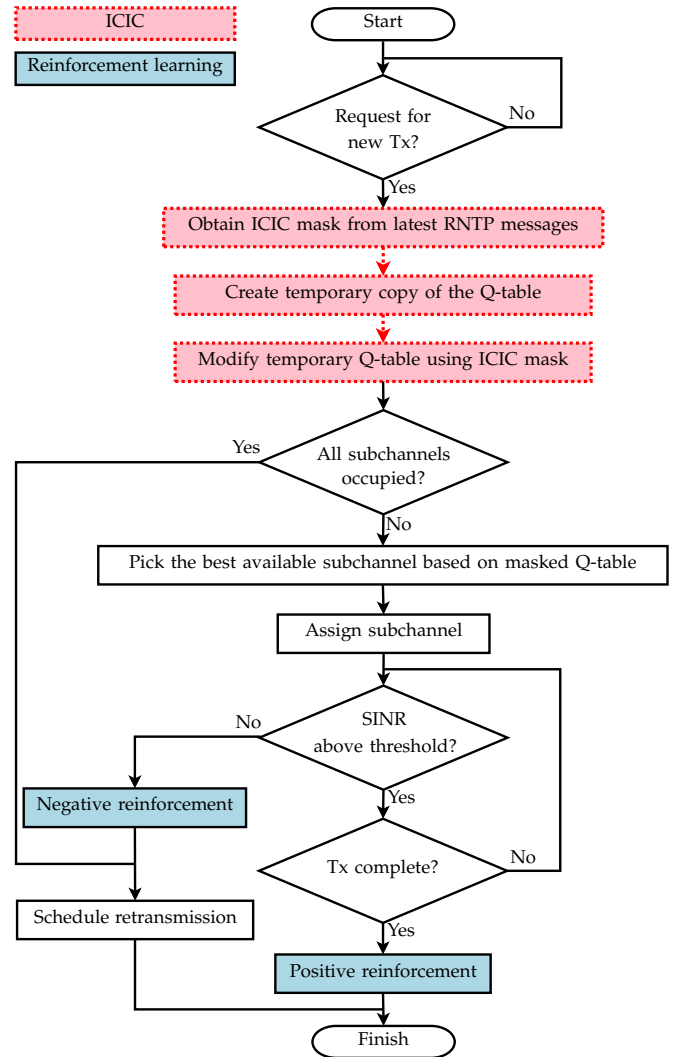 ICIC
Start
Reinforcement learning
Request for
new Tx?
No
Yes
Obtain ICIC mask from latest RNTP messages
Create temporary copy of the Q-table
Modify temporary Q-table using ICIC mask
Yes
All subchannels
occupied?
No
Pick the best available subchannel based on masked Q-table
Assign subchannel
No
SINR
above threshold?
Yes
Negative reinforcement
Tx complete?
No
Schedule retransmission
Yes
Positive reinforcement
Finish